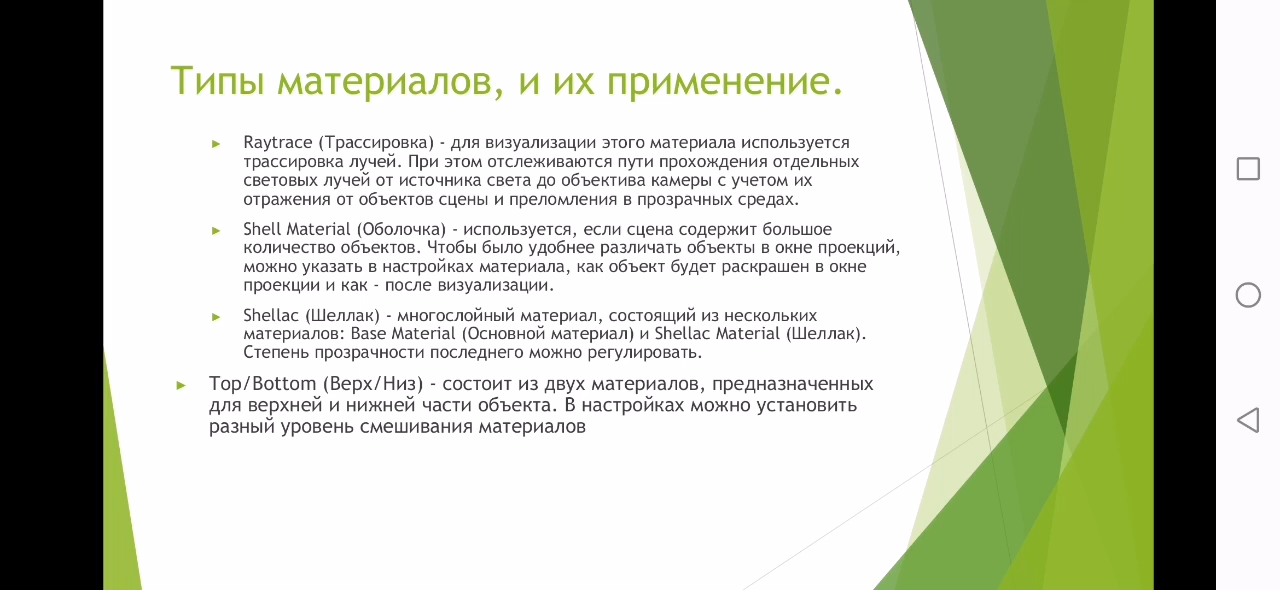 Типы материалов, и их применение.
Raytrace (Трассировка) - для визуализации этого материала используется
трассировка лучей. При этом отслеживаются пути прохождения отдельных
световых лучей от источника света до объектива камеры с учетом их
отражения от объектов сцены и преломления в прозрачных средах.
Shell Material (Оболочка) - используется, если сцена содержит большое
количество объектов. Чтобы было удобнее различать объекты в окне проекций,
можно указать в настройках материала, как объект будет раскрашен в окне
проекции и как - после визуализации.
Shellac (Шеллак) - многослойный материал, состоящий из нескольких
материалов: Base Material (Основной материал) и Shellac Material (Шеллак).
Степень прозрачности последнего можно регулировать.
Top/Bottom (Верх/Низ) - состоит из двух материалов, предназначенных
для верхней и нижней части объекта. В настройках можно установить
разный уровень смешивания материалов